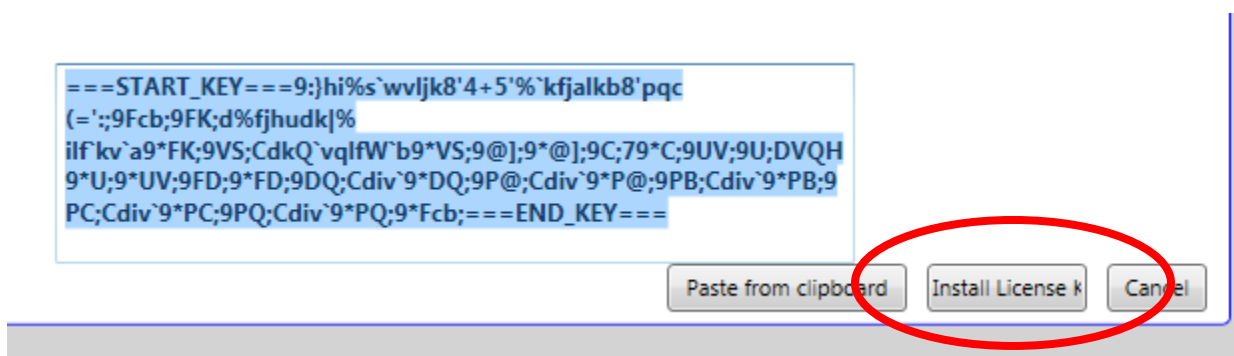 ===START_KEY===9:}hi%s`wvljk8'4+5'%`kfjalkb8'pqc
(=':;9Fcb;9FK;d%fjhudk|%
ilf`kv`a9*FK;9VS;CdkQ`vqlfW`b9*VS;9@];9*@];9C;79*C;9UV;9U;DVQH
9*U;9*UV;9FD;9*FD;9DQ;Cdiv`9*DQ;9P@;Cdiv`9*P@;9PB;Cdiv`9*PB;9
PC;Cdiv`9*PC;9PQ;Cdiv`9*PQ;9*Fcb;===END_KEY===
Paste from clipboard Install License K Cancel